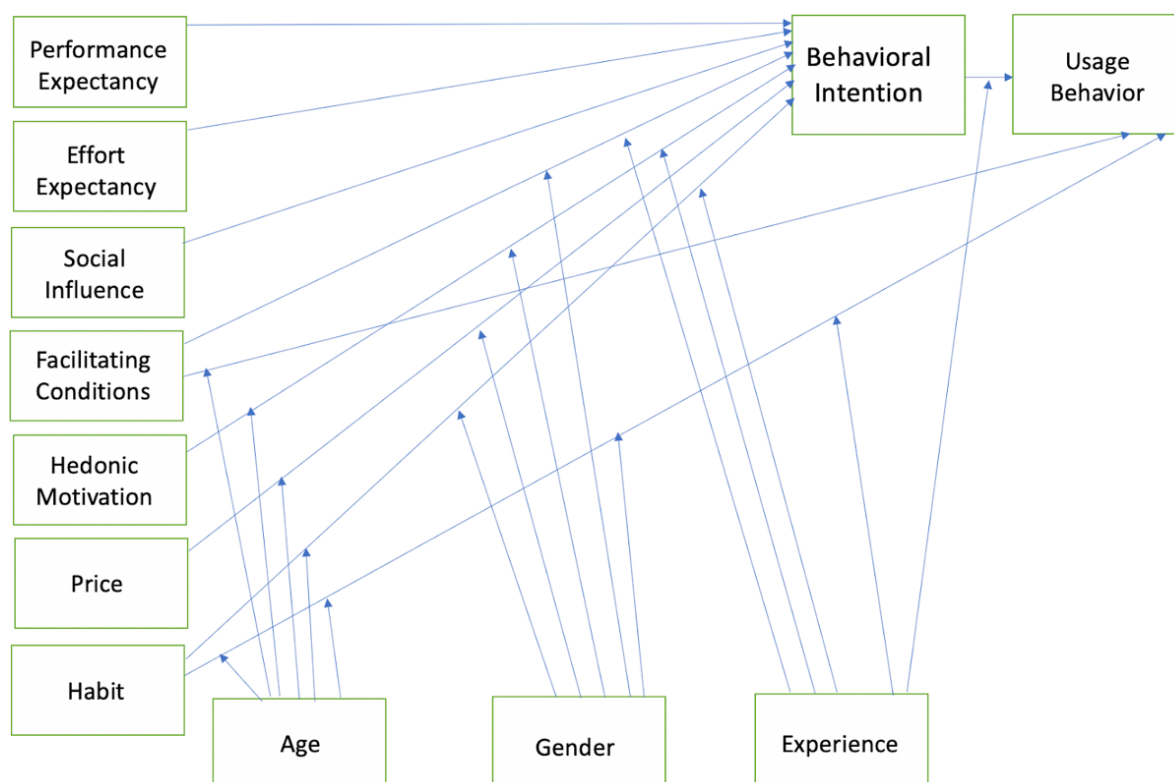 Performance
Expectancy
Behavioral
Intention
Usage
Behavior
Effort
Expectancy
Social
Influence
Facilitating
Conditions
Hedonic
Motivation
Price
Habit
Age
Gender
Experience